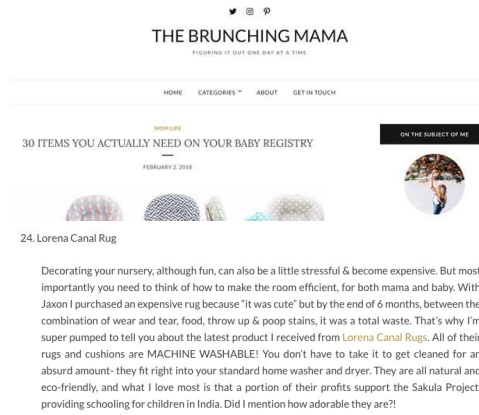 THE BRUNCHING MAMA
FIGURING IT OUT ONE DAY AT A TIME
HOME CATEGORIES ABOUT GET IN TOUCH
MOM LIFE
30 ITEMS YOU ACTUALLY NEED ON YOUR BABY REGISTRY
FEBRUARY 2, 2018
ON THE SUBJECT OF ME
24. Lorena Canal Rug
Decorating your nursery, although fun, can also be a little stressful & become expensive. But most
importantly you need to think of how to make the room efficient, for both mama and baby. With
Jaxon I purchased an expensive rug because "it was cute" but by the end of 6 months, between the
combination of wear and tear, food, throw up & poop stains, it was a total waste. That's why I'm
super pumped to tell you about the latest product I received from Lorena Canal Rugs. All of their
rugs and cushions are MACHINE WASHABLE! You don't have to take it to get cleaned for an
absurd amount- they fit right into your standard home washer and dryer. They are all natural and
eco-friendly, and what I love most is that a portion of their profits support the Sakula Project,
providing schooling for children in India. Did I mention how adorable they are?!